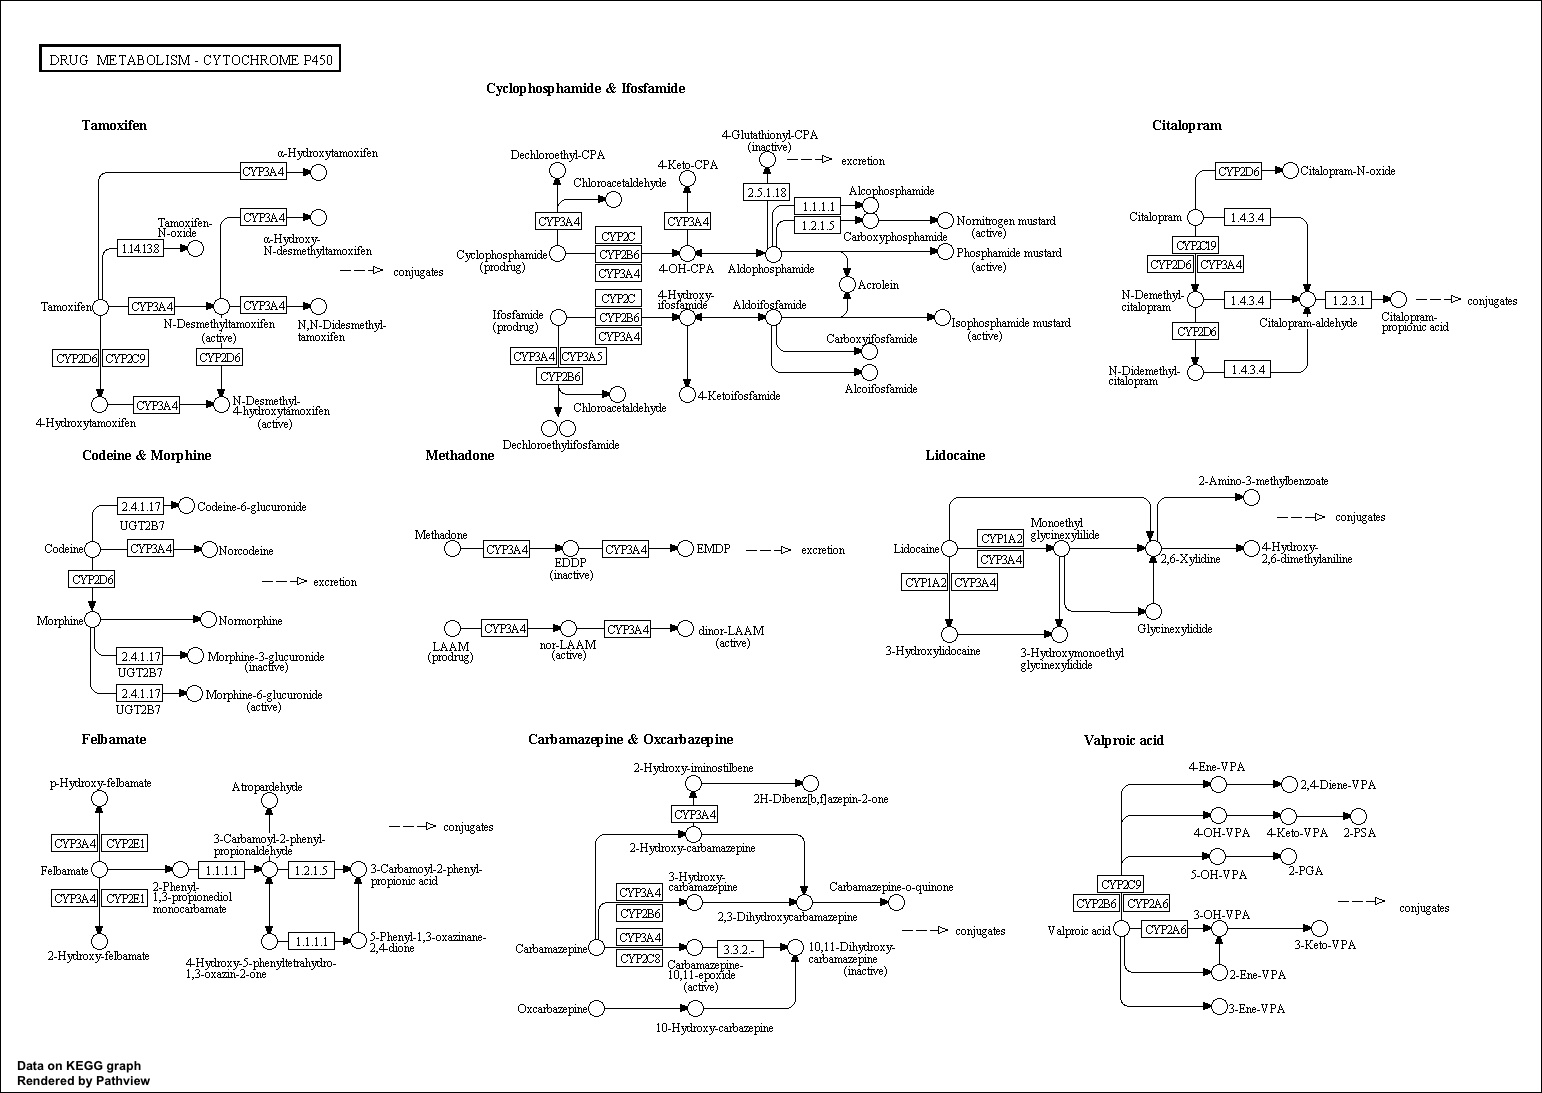 DRUG METABOLISM - CYTOCHROME P450
Cyclophosphamide & Ifosfamide
Tamoxifen
α-Hydroxytamoxifen
CYP3A4
Tamoxifen-
N-oxide
1.14.13.8
CYP3A4
α-Hydroxy-
N-desmethyltamoxifen
conjugates
Tamoxifen
CYP3A4
CYP3A4
N-Desmethyltamoxifen
(active)
N,N-Didesmethyl-
tamoxifen
CYP2D6
CYP2C9
CYP2D6
CYP3A4
4-Hydroxytamoxifen
N-Desmethyl-
4-hydroxytamoxifen
(active)
Dechloroethyl-CPA
Chloroacetaldehyde
4-Keto-CPA
4-Glutathionyl-CPA
(inactive)
excretion
2.5.1.18
Alcophosphamide
1.1.1.1
CYP3A4
CYP3A4
1.2.1.5
Nornitrogen mustard
(active)
Carboxyphosphamide
CYP2C
CYP2B6
CYP3A4
Cyclophosphamide
(prodrug)
4-OH-CPA
Aldophosphamide
Phosphamide mustard
(active)
Acrolein
CYP2C
CYP2B6
CYP3A4
4-Hydroxy-
ifosfamide
Aldoifosfamide
Ifosfamide
(prodrug)
Isophosphamide mustard
(active)
Carboxyifosfamide
Alcoifosfamide
CYP3A4
CYP3A5
CYP2B6
4-Ketoifosfamide
Chloroacetaldehyde
Dechloroethylifosfamide
Citalopram
CYP2D6
Citalopram-N-oxide
Citalopram
1.4.3.4
CYP2C19
CYP2D6
CYP3A4
N-Demethyl-
citalopram
1.4.3.4
1.2.3.1
conjugates
Citalopram-aldehyde
Citalopram-
propionic acid
CYP2D6
N-Didemethyl-
citalopram
1.4.3.4
Codeine & Morphine
2.4.1.17
Codeine-6-glucuronide
UGT2B7
Codeine
CYP3A4
Norcodeine
CYP2D6
excretion
Morphine
Normorphine
2.4.1.17
Morphine-3-glucuronide
(inactive)
UGT2B7
2.4.1.17
Morphine-6-glucuronide
(active)
UGT2B7
Methadone
Methadone
CYP3A4
CYP3A4
EMDP
excretion
EDDP
(inactive)
CYP3A4
CYP3A4
LAAM
(prodrug)
nor-LAAM
(active)
dinor-LAAM
(active)
Lidocaine
2-Amino-3-methylbenzoate
conjugates
Monoethyl
glycinexylilide
CYP1A2
CYP3A4
Lidocaine
2,6-Xylidine
4-Hydroxy-
2,6-dimethylaniline
CYP1A2
CYP3A4
Glycinexylidide
3-Hydroxylidocaine
3-Hydroxymonoethyl
glycinexylidide
Felbamate
p-Hydroxy-felbamate
Atropardehyde
conjugates
CYP3A4
CYP2E1
3-Carbamoyl-2-phenyl-
propionaldehyde
Felbamate
1.1.1.1
1.2.1.5
3-Carbamoyl-2-phenyl-
propionic acid
CYP3A4
CYP2E1
2-Phenyl-
1,3-propionediol
monocarbamate
1.1.1.1
5-Phenyl-1,3-oxazinane-
2,4-dione
2-Hydroxy-felbamate
4-Hydroxy-5-phenyltetrahydro-
1,3-oxazin-2-one
Carbamazepine & Oxcarbazepine
2-Hydroxy-iminostilbene
2H-Dibenz[b,f]azepin-2-one
CYP3A4
2-Hydroxy-carbamazepine
3-Hydroxy-
carbamazepine
CYP3A4
CYP2B6
Carbamazepine-o-quinone
2,3-Dihydroxycarbamazepine
conjugates
CYP3A4
CYP2C8
3.3.2.-
Carbamazepine
Carbamazepine-
10,11-epoxide
(active)
10,11-Dihydroxy-
carbamazepine
(inactive)
Oxcarbazepine
10-Hydroxy-carbazepine
Valproic acid
4-Ene-VPA
2,4-Diene-VPA
4-OH-VPA
4-Keto-VPA
2-PSA
5-OH-VPA
2-PGA
CYP2C9
CYP2B6
CYP2A6
conjugates
Valproic acid
CYP2A6
3-OH-VPA
3-Keto-VPA
2-Ene-VPA
3-Ene-VPA
Data on KEGG graph
Rendered by Pathview